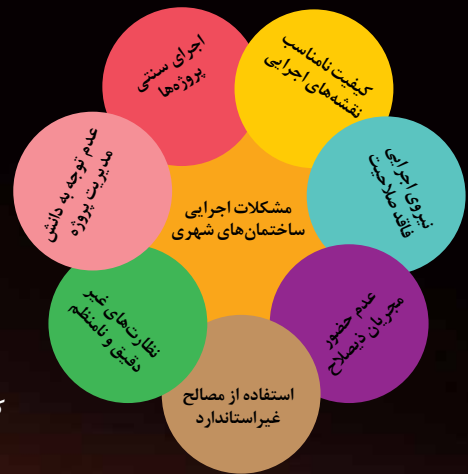 مشکلات اجرایی
ساختمان‌های شهری
کیفیت نامناسب
نقشه‌های اجرایی
نیروی اجرایی
فاقد صلاحیت
عدم حضور
مجریان ذیصلاح
استفاده از مصالح
غیراستاندارد
نظارت‌های غیر
دقیق و نامنظم
عدم توجه به دانش
مدیریت پروژه
اجرای سنتی
پروژه‌ها